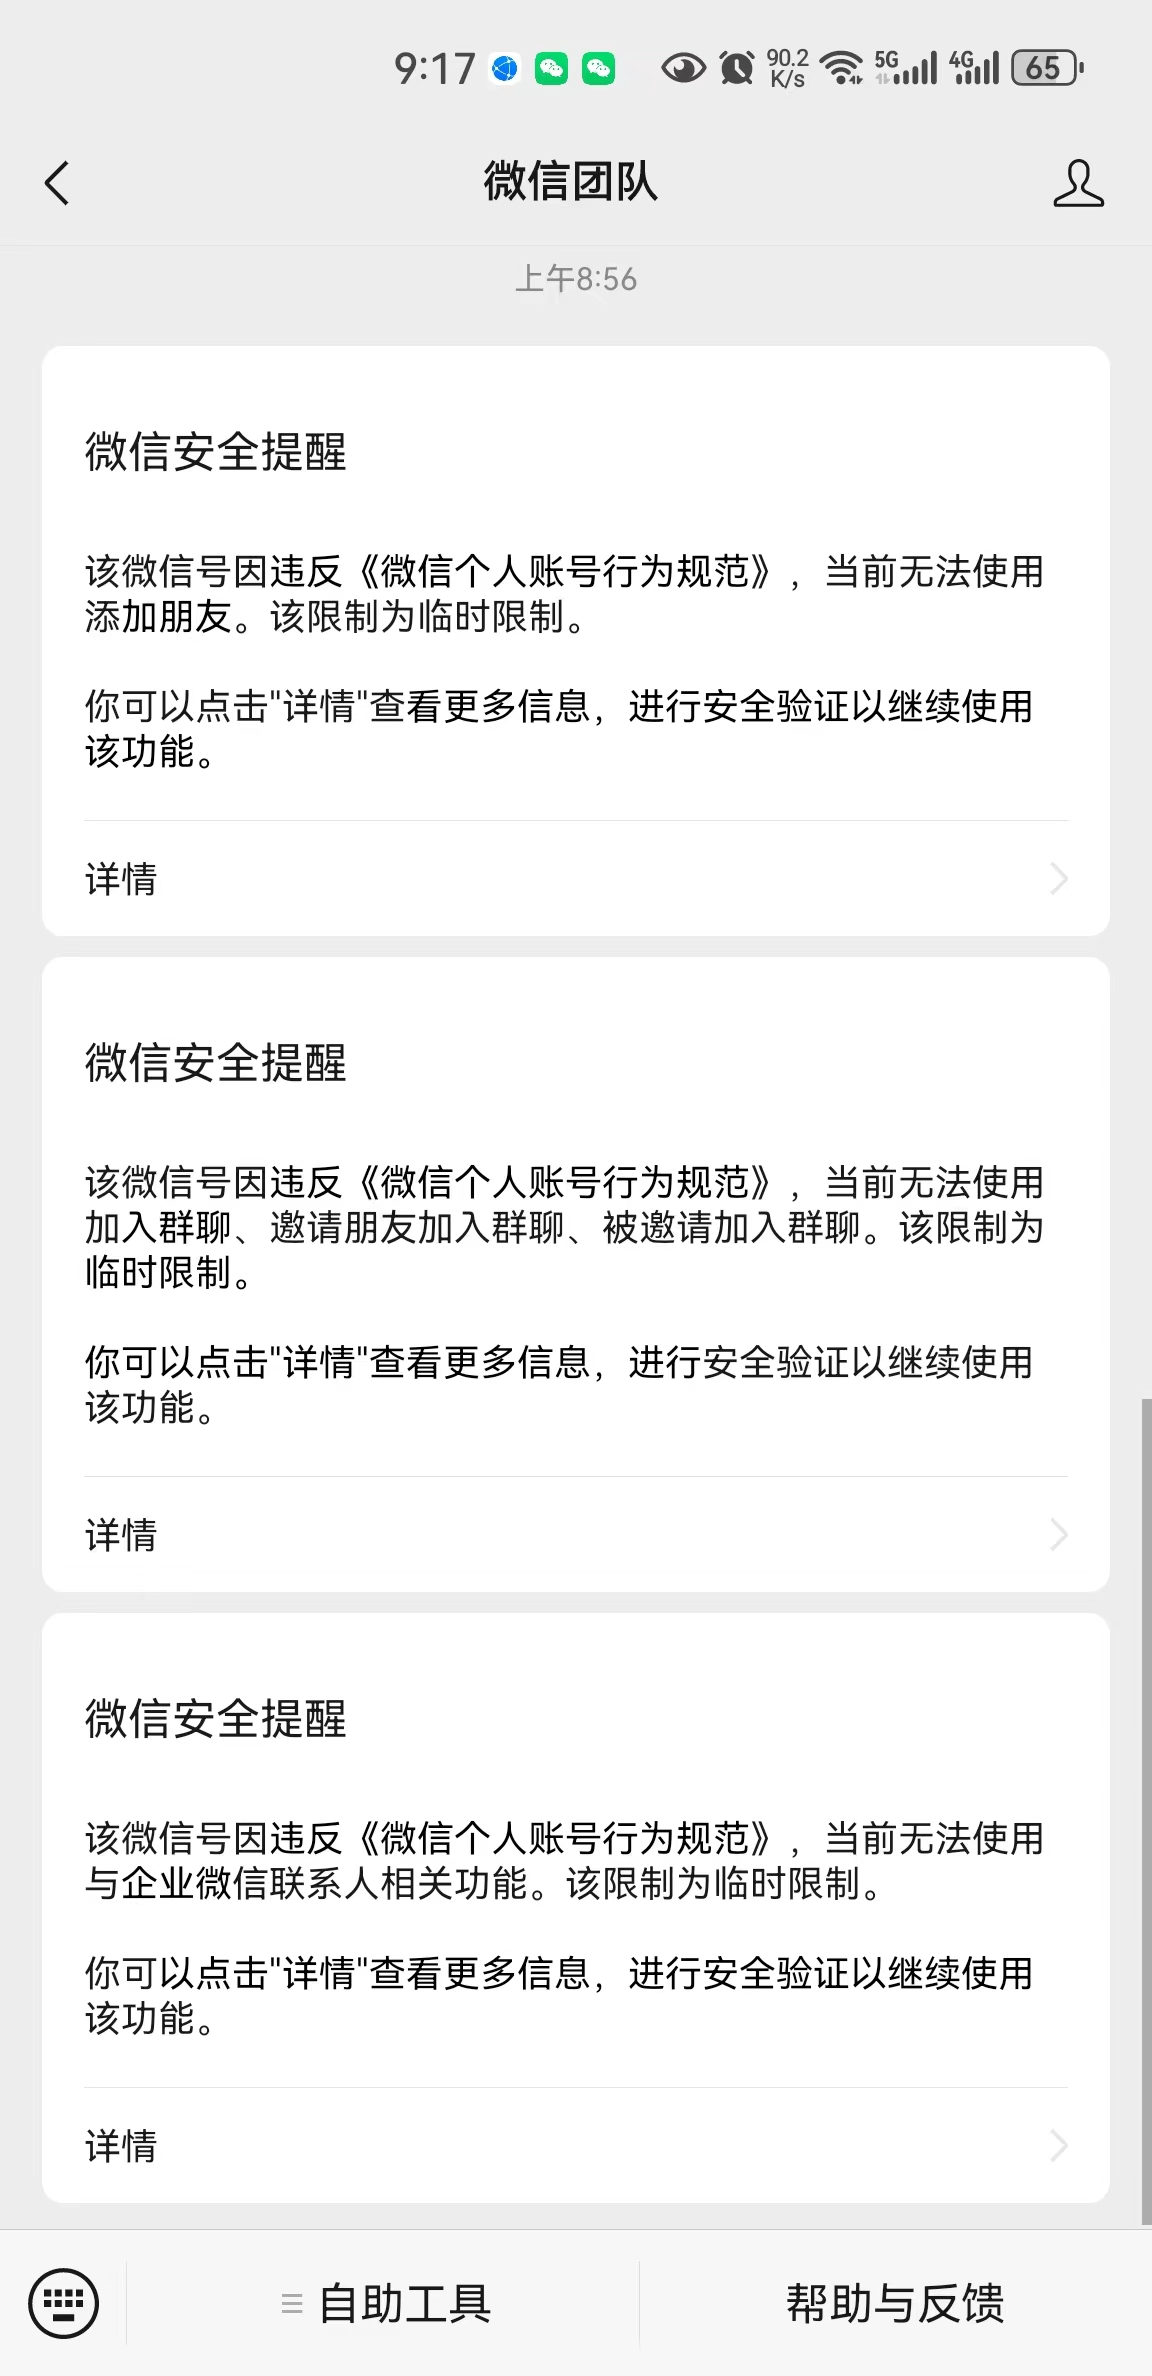 9:17
90.2
K/s
5G
4G
65
微信团队
上午8:56
微信安全提醒
该微信号因违反《微信个人账号行为规范》，当前无法使用
添加朋友。该限制为临时限制。
你可以点击"详情"查看更多信息，进行安全验证以继续使用
该功能。
详情
微信安全提醒
该微信号因违反《微信个人账号行为规范》，当前无法使用
加入群聊、邀请朋友加入群聊、被邀请加入群聊。该限制为
临时限制。
你可以点击"详情"查看更多信息，进行安全验证以继续使用
该功能。
详情
微信安全提醒
该微信号因违反《微信个人账号行为规范》，当前无法使用
与企业微信联系人相关功能。该限制为临时限制。
你可以点击"详情"查看更多信息，进行安全验证以继续使用
该功能。
详情
自助工具
帮助与反馈